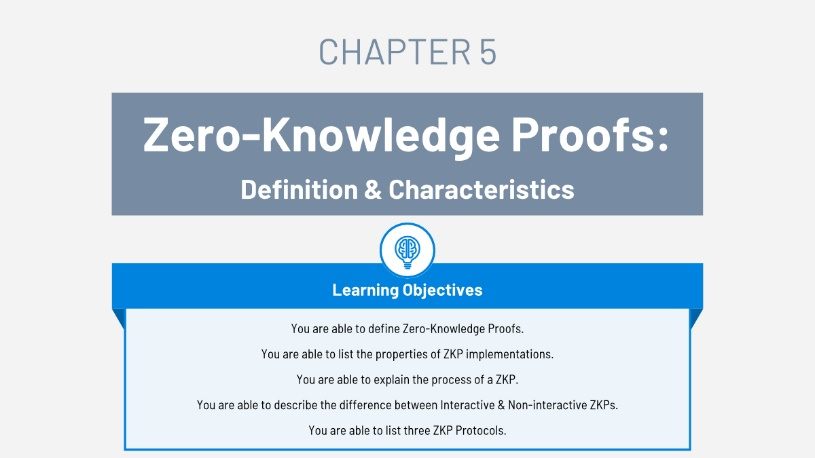 CHAPTER 5
Zero-Knowledge Proofs:
Definition & Characteristics
Learning Objectives
You are able to define Zero-Knowledge Proofs.
You are able to list the properties of ZKP implementations.
You are able to explain the process of a ZKP.
You are able to describe the difference between Interactive & Non-interactive ZKPs.
You are able to list three ZKP Protocols.